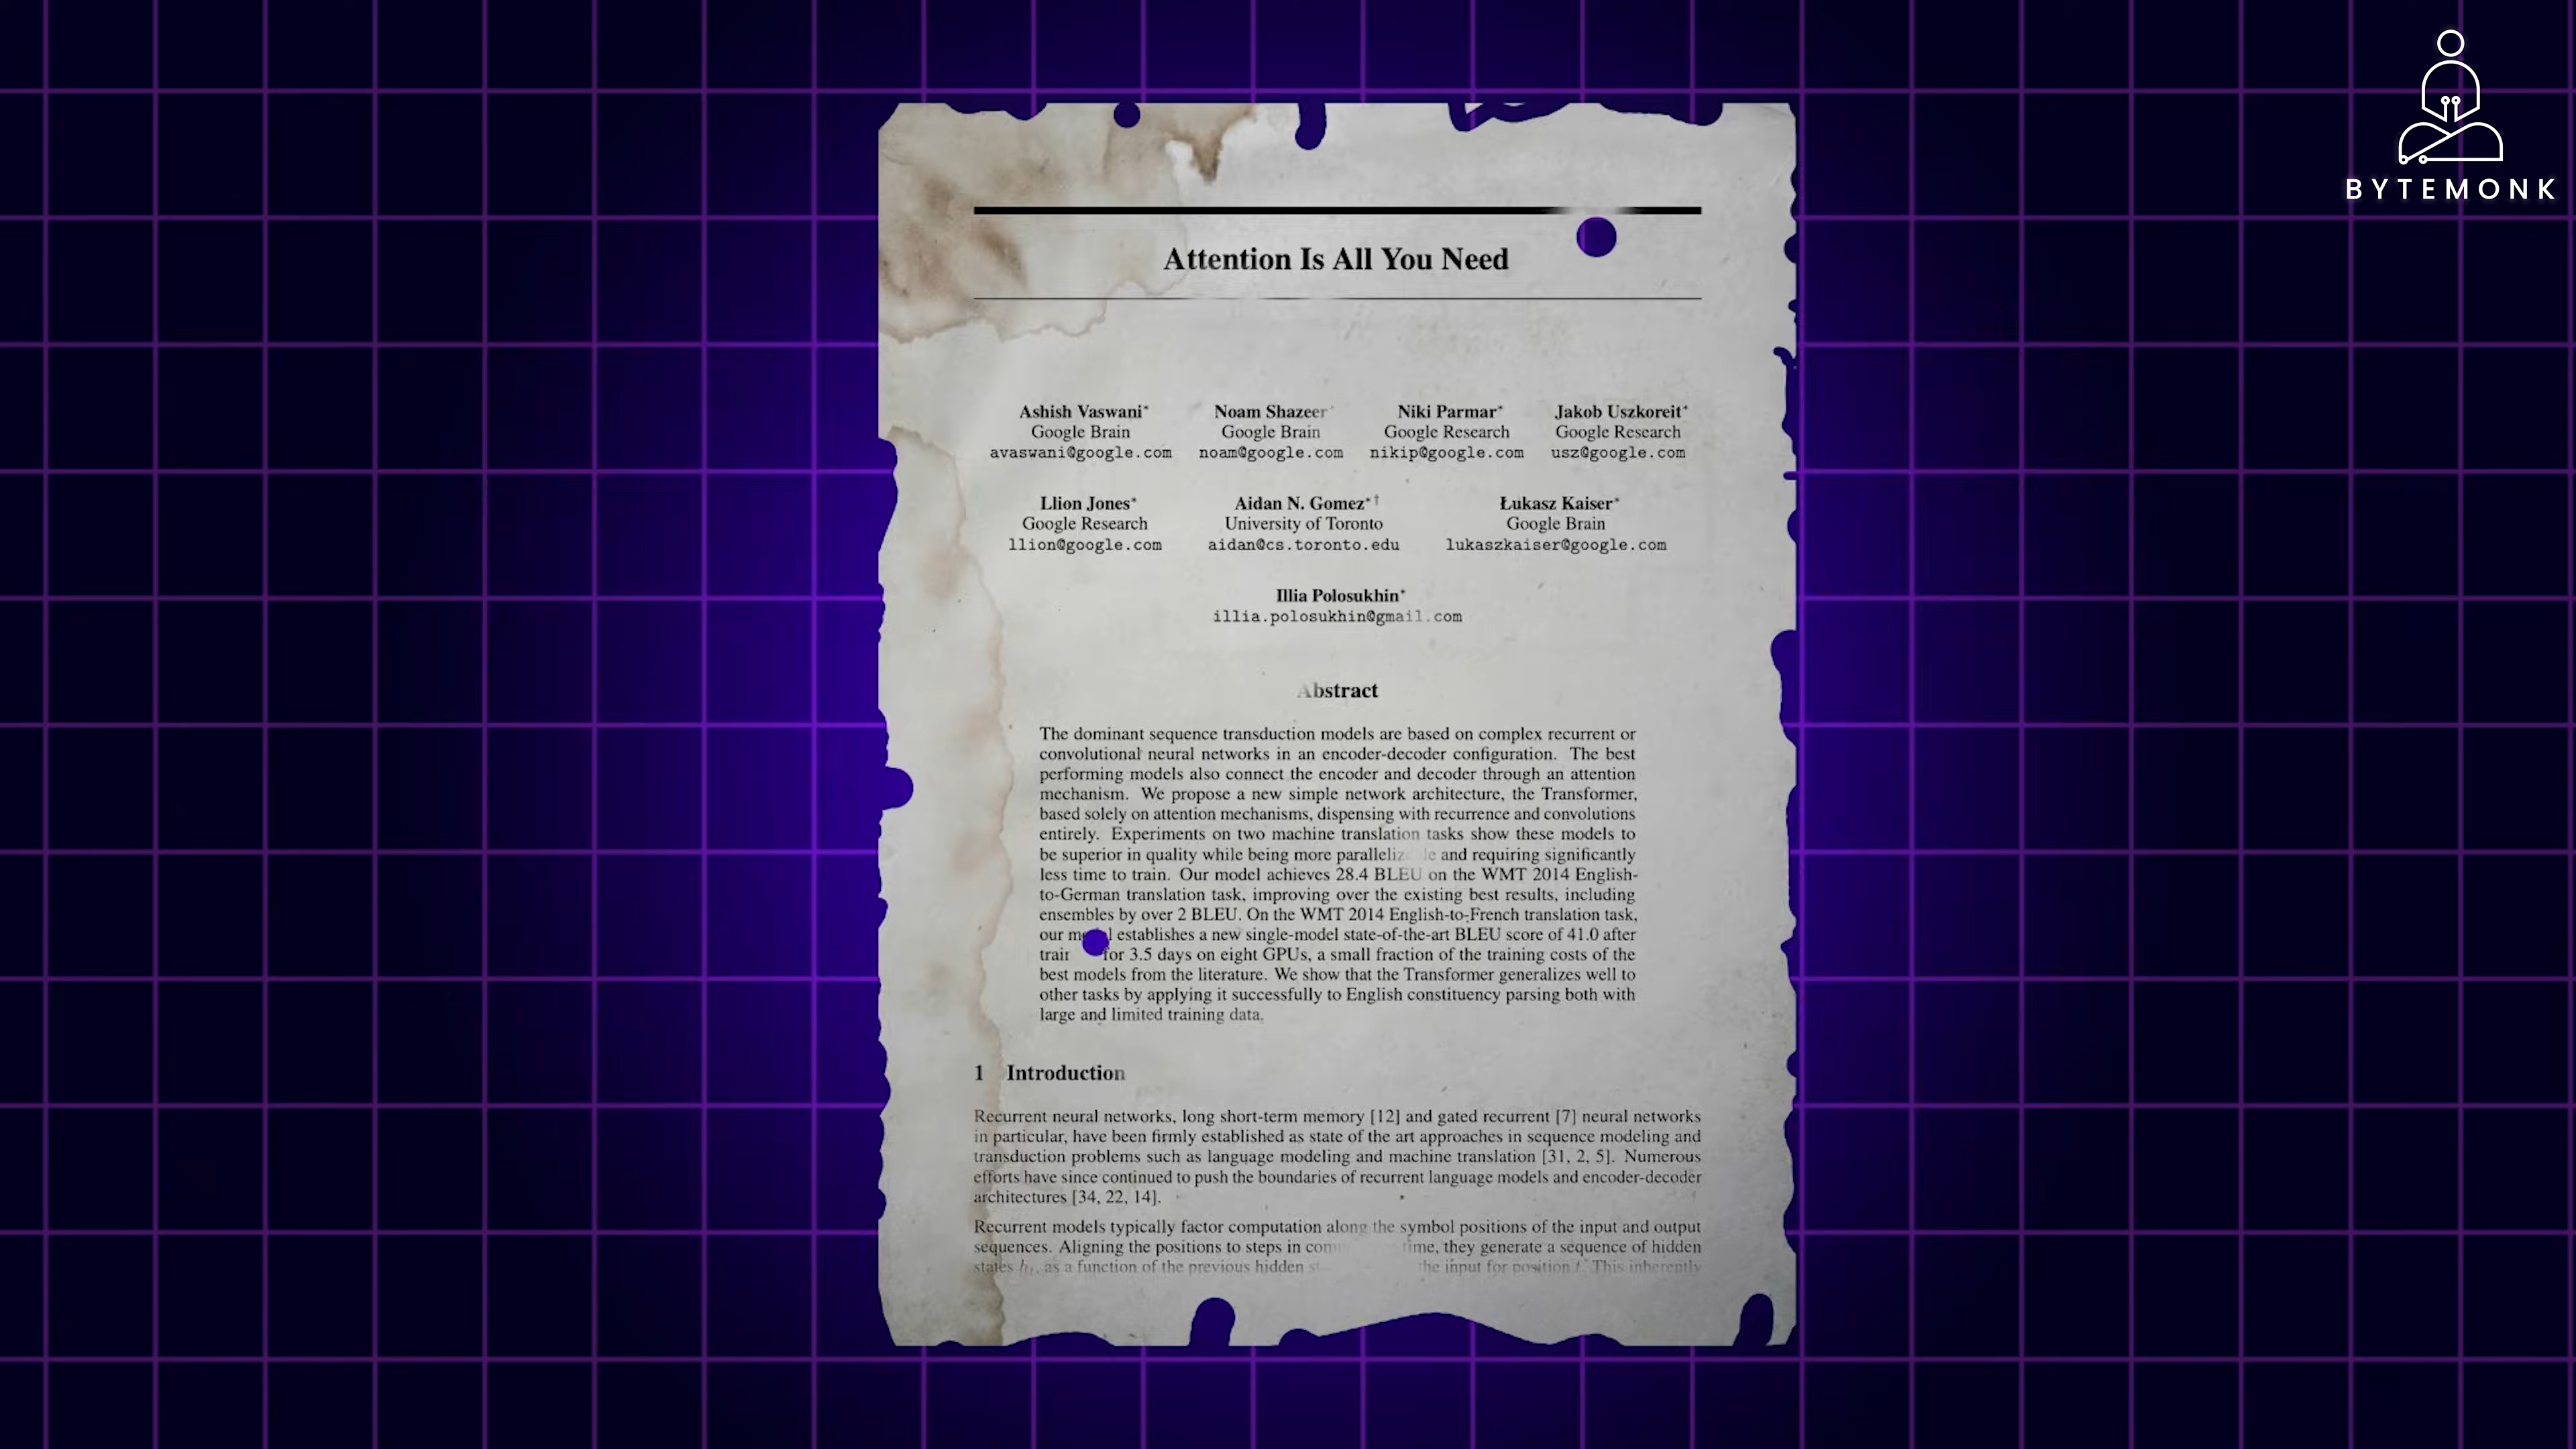 BYTEMONK
Attention Is All You Need
Ashish Vaswani* Noam Shazeer* Niki Parmar* Jakob Uszkoreit*
Google Brain Google Brain Google Research Google Research
avaswani@google.com noam@google.com nikip@google.com usz@google.com
Llion Jones* Aidan N. Gomez*† Łukasz Kaiser*
Google Research University of Toronto Google Brain
llion@google.com aidan@cs.toronto.edu lukaszkaiser@google.com
Illia Polosukhin*
illia.polosukhin@gmail.com
Abstract
The dominant sequence transduction models are based on complex recurrent or
convolutional neural networks in an encoder-decoder configuration. The best
performing models also connect the encoder and decoder through an attention
mechanism. We propose a new simple network architecture, the Transformer,
based solely on attention mechanisms, dispensing with recurrence and convolutions
entirely. Experiments on two machine translation tasks show these models to
be superior in quality while being more and requiring significantly
less time to train. Our model achieves 28.4 BLEU on the WMT 2014 English-
to-German translation task, improving over the existing best results, including
ensembles by over 2 BLEU. On the WMT 2014 English-to-French translation task,
our establishes a new single-model state-of-the-art BLEU score of 41.0 after
for 3.5 days on eight GPUs, a small fraction of the training costs of the
best models from the literature. We show that the Transformer generalizes well to
other tasks by applying it successfully to English constituency parsing both with
large and limited training data.
1 Introduction
Recurrent neural networks, long short-term memory [12] and gated recurrent [7] neural networks
in particular, have been firmly established as state of the art approaches in sequence modeling and
transduction problems such as language modeling and machine translation [31, 2, 5]. Numerous
efforts have since continued to push the boundaries of recurrent language models and encoder-decoder
architectures [34, 22, 14].
Recurrent models typically factor computation along the symbol positions of the input and output
sequences. Aligning the positions to steps in time, they generate a sequence of hidden
states as a function of the previous hidden the input for position t. This inherently